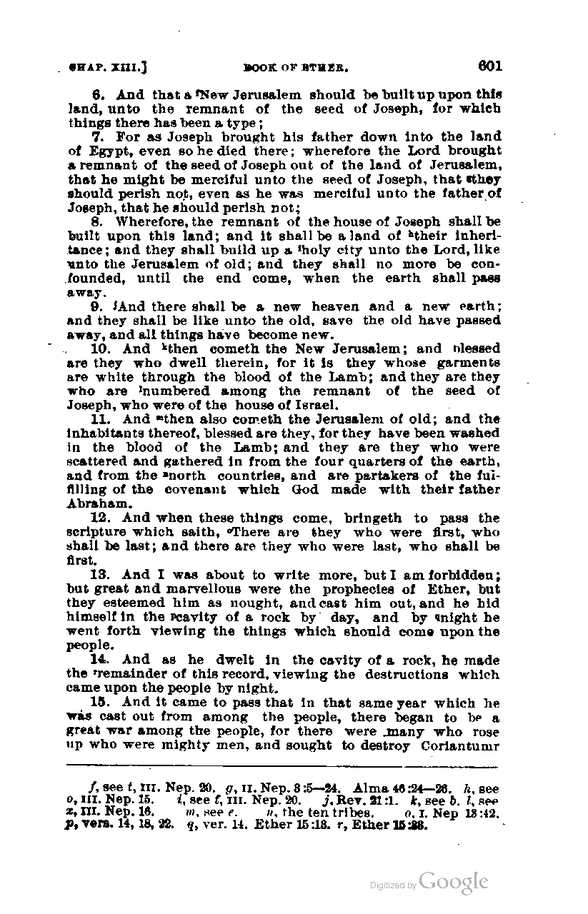 CHAP. XIII.] BOOK OF ETHER. 601
6. And that a fNew Jerusalem should be built up upon this
land, unto the remnant of the seed of Joseph, for which
things there has been a type;
7. For as Joseph brought his father down into the land
of Egypt, even so he died there; wherefore the Lord brought
a remnant of the seed of Joseph out of the land of Jerusalem,
that he might be merciful unto the seed of Joseph, that gthey
should perish not, even as he was merciful unto the father of
Joseph, that he should perish not;
8. Wherefore, the remnant of the house of Joseph shall be
built upon this land; and it shall be a land of htheir inheri-
tance; and they shall build up a iholy city unto the Lord, like
unto the Jerusalem of old; and they shall no more be con-
founded, until the end come, when the earth shall pass
away.
9. jAnd there shall be a new heaven and a new earth;
and they shall be like unto the old, save the old have passed
away, and all things have become new.
10. And kthen cometh the New Jerusalem; and blessed
are they who dwell therein, for it is they whose garments
are white through the blood of the Lamb; and they are they
who are lnumbered among the remnant of the seed of
Joseph, who were of the house of Israel.
11. And mthen also cometh the Jerusalem of old; and the
inhabitants thereof, blessed are they, for they have been washed
in the blood of the Lamb; and they are they who were
scattered and gathered in from the four quarters of the earth,
and from the nnorth countries, and are partakers of the ful-
filling of the covenant which God made with their father
Abraham.
12. And when these things come, bringeth to pass the
scripture which saith, oThere are they who were first, who
shall be last; and there are they who were last, who shall be
first.
13. And I was about to write more, but I am forbidden;
but great and marvellous were the prophecies of Ether, but
they esteemed him as nought, and cast him out, and he hid
himself in the pcavity of a rock by day, and by qnight he
went forth viewing the things which should come upon the
people.
14. And as he dwelt in the cavity of a rock, he made
the rremainder of this record, viewing the destructions which
came upon the people by night.
15. And it came to pass that in that same year which he
was cast out from among the people, there began to be a
great war among the people, for there were many who rose
up who were mighty men, and sought to destroy Coriantumr
f, see t, III. Nep. 20. g, II. Nep. 3:5—24. Alma 46:24—26. h, see
o, III. Nep. 15. i, see t, III. Nep. 20. j, Rev. 21:1. k, see b. l, see
z, III. Nep. 16. m, see e. n, the ten tribes. o, I. Nep 13:42.
p, vers. 14, 18, 22. q, ver. 14. Ether 15:13. r, Ether 15:33.
Digitized by Google